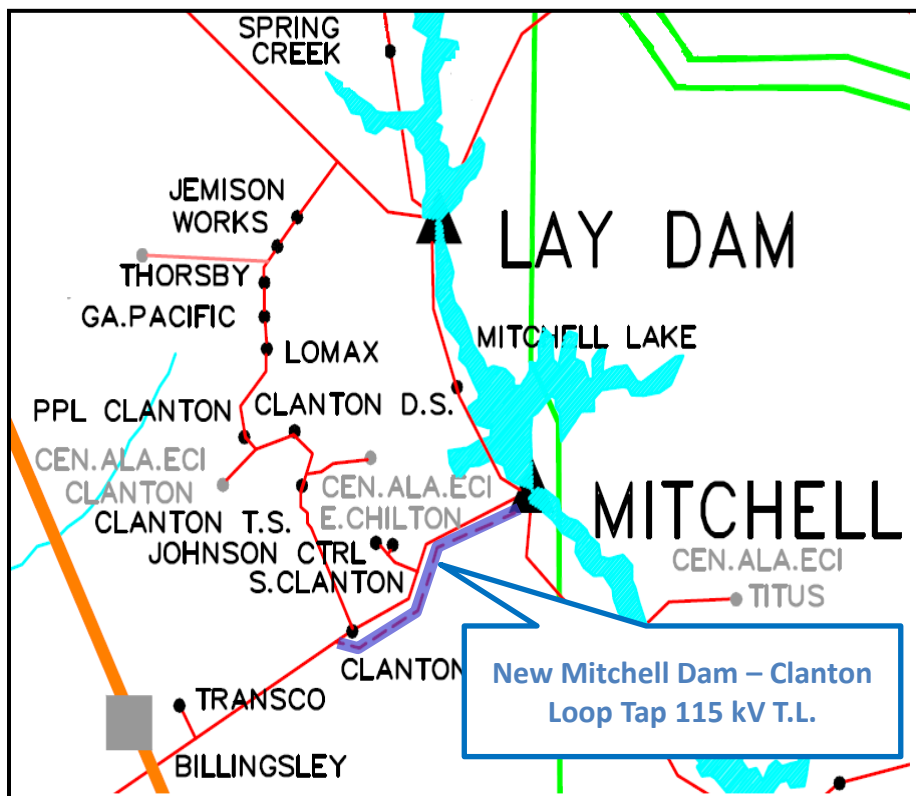 SPRING
CREEK
JEMISON
WORKS
LAY DAM
THORSBY
GA.PACIFIC
MITCHELL LAKE
LOMAX
PPL CLANTON
CLANTON D.S.
CEN.ALA.ECI
CLANTON
CEN.ALA.ECI
E.CHILTON
CLANTON T.S.
MITCHELL
JOHNSON CTRL
S.CLANTON
CEN.ALA.ECI
TITUS
CLANTON
New Mitchell Dam – Clanton
Loop Tap 115 kV T.L.
TRANSCO
BILLINGSLEY